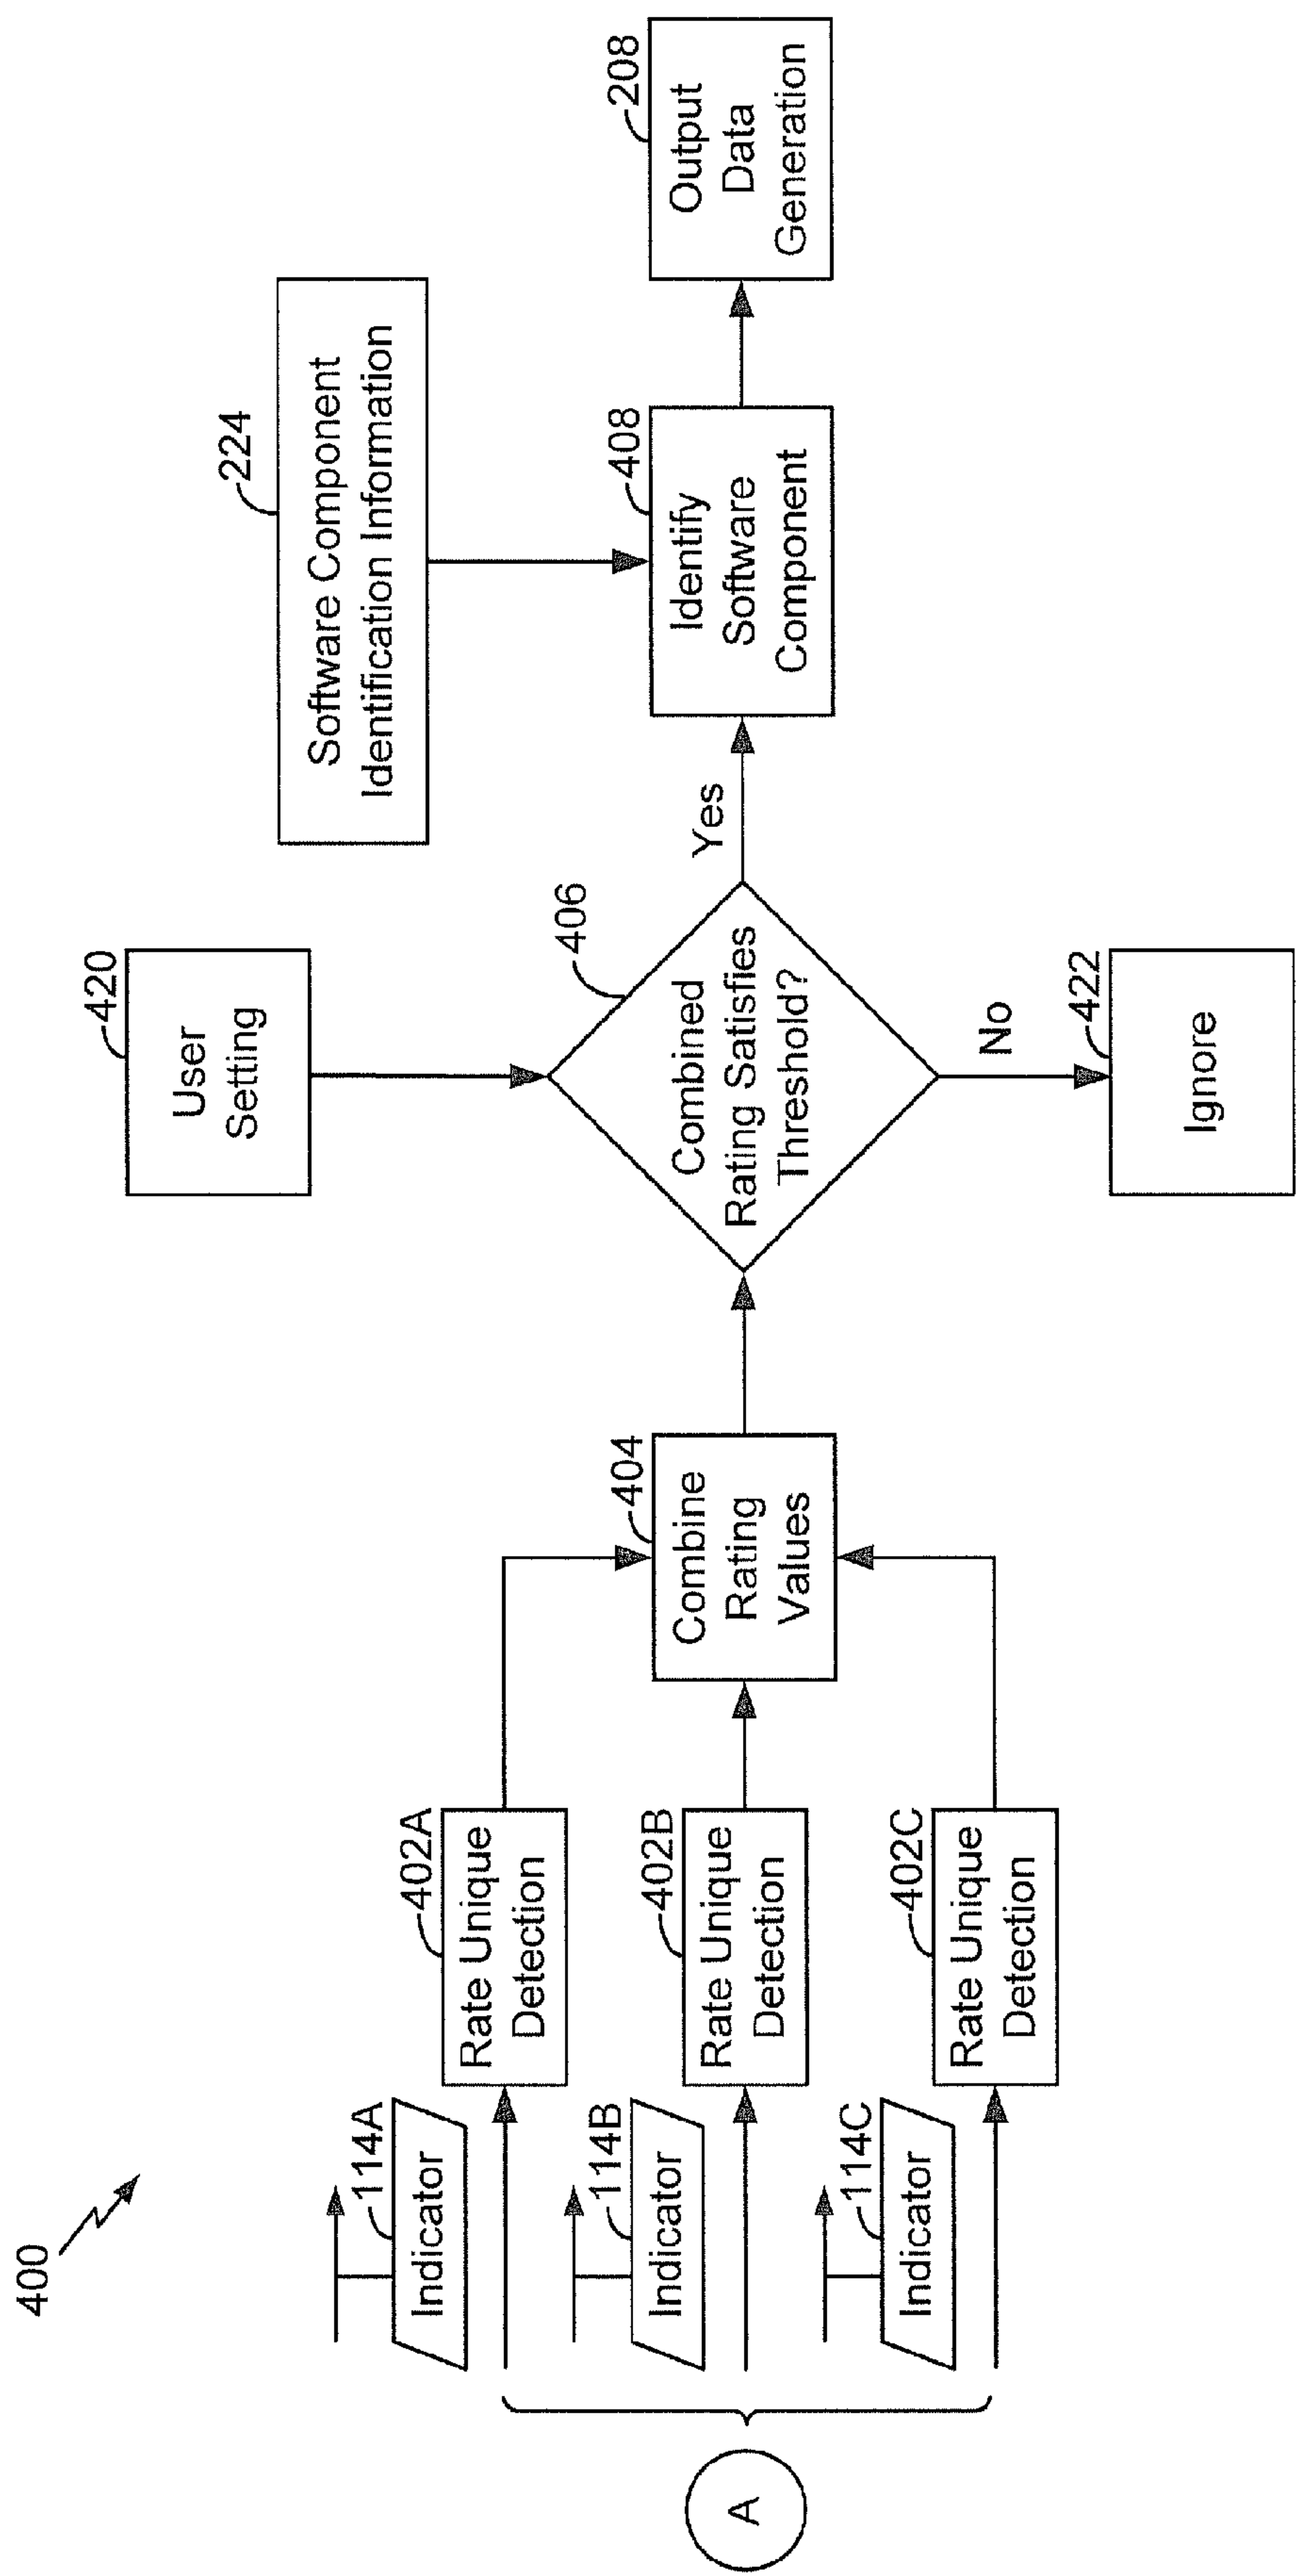 400
A
114A
Indicator
114B
Indicator
114C
Indicator
402A
Rate Unique
Detection
402B
Rate Unique
Detection
402C
Rate Unique
Detection
404
Combine
Rating
Values
420
User
Setting
406
Combined
Rating Satisfies
Threshold?
Yes
No
422
Ignore
224
Software Component
Identification Information
408
Identify
Software
Component
208
Output
Data
Generation